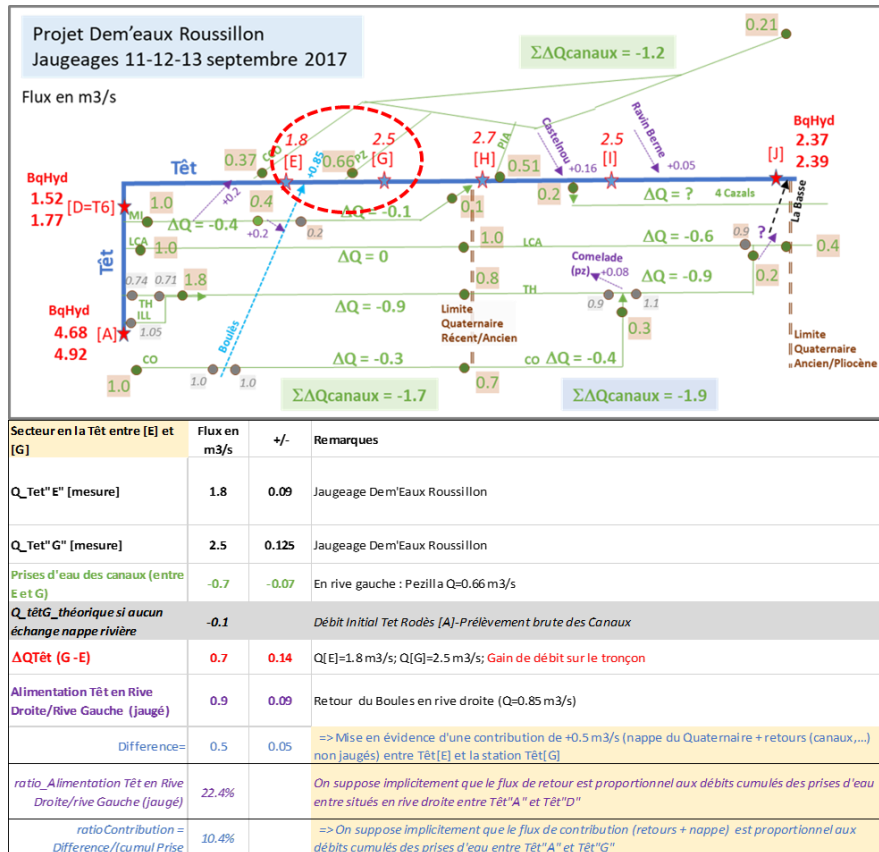 Projet Dem'eaux Roussillon
Jaugeages 11-12-13 septembre 2017
Flux en m3/s
ΣΔQcanaux = -1.2
0.21
1.8
[E]
2.5
[G]
2.7
[H]
2.5
[I]
[J]
BqHyd
2.37
2.39
Têt
0.37
CCO
0.66
PZ
+0.85
PIA
0.51
Castelnou
+0.16
Ravin Berne
+0.05
BqHyd
1.52
1.77
[D=T6]
MI
1.0
+0.2
ΔQ = -0.4
0.4
+0.2
0.2
ΔQ = -0.1
0.1
0.2
ΔQ = ?
4 Cazals
La Basse
Têt
LCA
1.0
ΔQ = 0
1.0
LCA
ΔQ = -0.6
0.9
?
0.4
0.74
0.71
1.8
TH
ILL
1.05
ΔQ = -0.9
0.8
TH
Comelade
(pz)
+0.08
ΔQ = -0.9
0.2
0.9
1.1
BqHyd
4.68
4.92
[A]
Limite
Quaternaire
Récent/Ancien
0.3
Limite
Quaternaire
Ancien/Pliocène
Boulès
CO
ΔQ = -0.3
CO
ΔQ = -0.4
1.0
1.0
1.0
0.7
ΣΔQcanaux = -1.7
ΣΔQcanaux = -1.9
Secteur en la Têt entre [E] et [G] Flux en m3/s +/- Remarques
Q_Tet"E" [mesure] 1.8 0.09 Jaugeage Dem'Eaux Roussillon
Q_Tet"G" [mesure] 2.5 0.125 Jaugeage Dem'Eaux Roussillon
Prises d'eau des canaux (entre E et G) -0.7 -0.07 En rive gauche : Pezilla Q=0.66 m3/s
Q_têtG_théorique si aucun échange nappe rivière -0.1 Débit Initial Tet Rodès [A]-Prélèvement brute des Canaux
ΔQTêt (G -E) 0.7 0.14 Q[E]=1.8 m3/s; Q[G]=2.5 m3/s; Gain de débit sur le tronçon
Alimentation Têt en Rive Droite/Rive Gauche (jaugé) 0.9 0.09 Retour du Boules en rive droite (Q=0.85 m3/s)
Difference= 0.5 0.05 => Mise en évidence d'une contribution de +0.5 m3/s (nappe du Quaternaire + retours (canaux,...)
non jaugés) entre Têt[E] et la station Têt[G]
ratio_Alimentation Têt en Rive Droite/rive Gauche (jaugé) 22.4% On suppose implicitement que le flux de retour est proportionnel aux débits cumulés des prises d'eau
entre situés en rive droite entre Têt"A" et Têt"D"
ratioContribution = Difference/(cumul Prise 10.4% => On suppose implicitement que le flux de contribution (retours + nappe) est proportionnel aux
débits cumulés des prises d'eau entre Têt"A" et Têt"G"